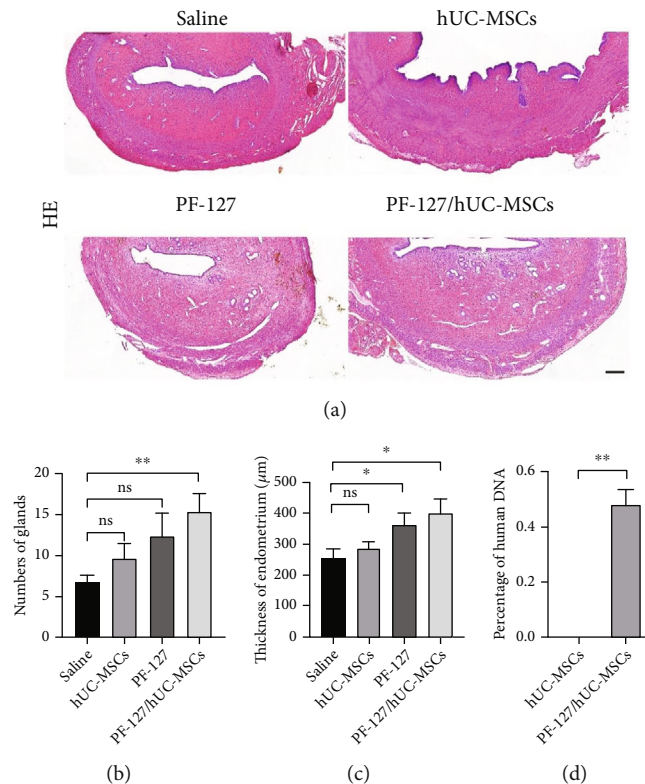 Saline
hUC-MSCs
HE
PF-127
PF-127/hUC-MSCs
(a)
Numbers of glands
20
15
10
5
0
**
ns
ns
Saline
hUC-MSCs
PF-127
PF-127/hUC-MSCs
(b)
Thickness of endometrium (μm)
500
400
300
200
100
0
*
*
ns
Saline
hUC-MSCs
PF-127
PF-127/hUC-MSCs
(c)
Percentage of human DNA
0.6
0.4
0.2
0.0
**
hUC-MSCs
PF-127/hUC-MSCs
(d)